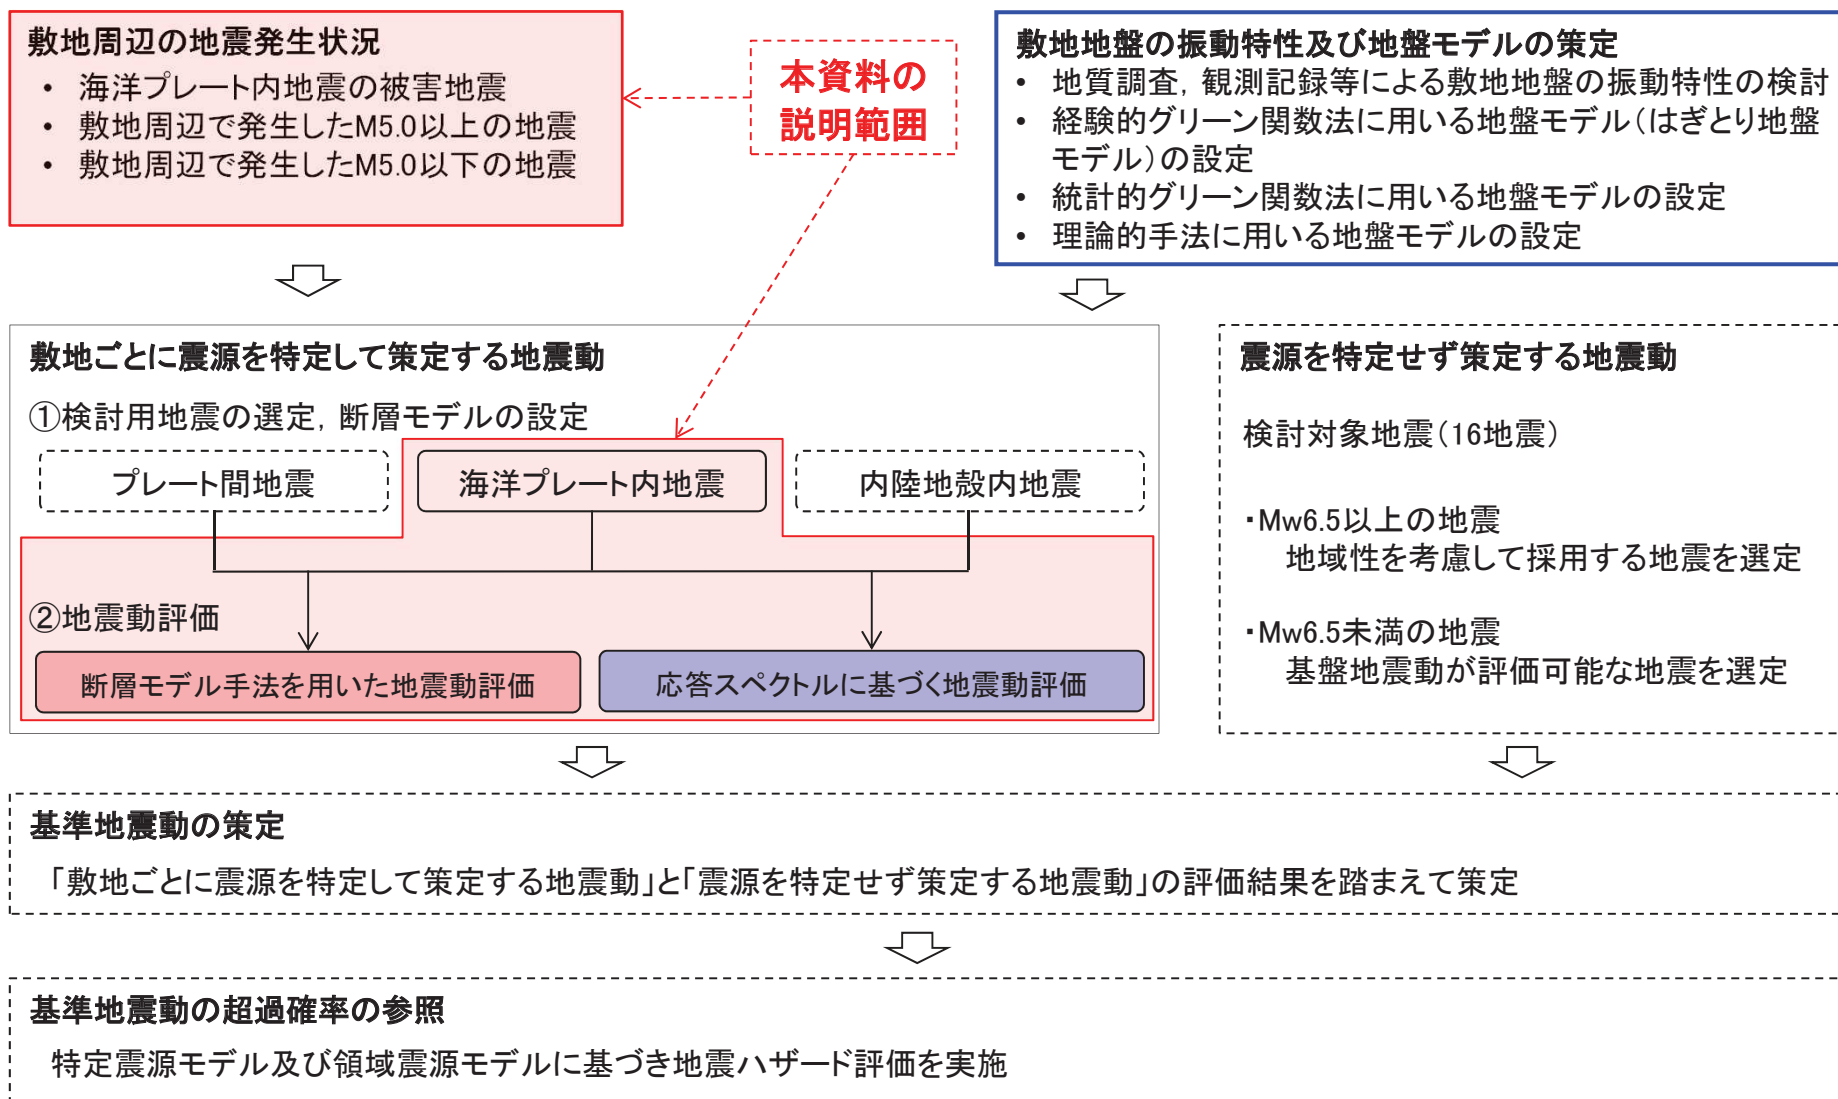 敷地周辺の地震発生状況
• 海洋プレート内地震の被害地震
• 敷地周辺で発生したM5.0以上の地震
• 敷地周辺で発生したM5.0以下の地震
本資料の
説明範囲
敷地地盤の振動特性及び地盤モデルの策定
• 地質調査，観測記録等による敷地地盤の振動特性の検討
• 経験的グリーン関数法に用いる地盤モデル（はぎとり地盤
モデル）の設定
• 統計的グリーン関数法に用いる地盤モデルの設定
• 理論的手法に用いる地盤モデルの設定
敷地ごとに震源を特定して策定する地震動
①検討用地震の選定，断層モデルの設定
プレート間地震
海洋プレート内地震
内陸地殻内地震
②地震動評価
断層モデル手法を用いた地震動評価
応答スペクトルに基づく地震動評価
震源を特定せず策定する地震動
検討対象地震（16地震）
・Mw6.5以上の地震
地域性を考慮して採用する地震を選定
・Mw6.5未満の地震
基盤地震動が評価可能な地震を選定
基準地震動の策定
「敷地ごとに震源を特定して策定する地震動」と「震源を特定せず策定する地震動」の評価結果を踏まえて策定
基準地震動の超過確率の参照
特定震源モデル及び領域震源モデルに基づき地震ハザード評価を実施